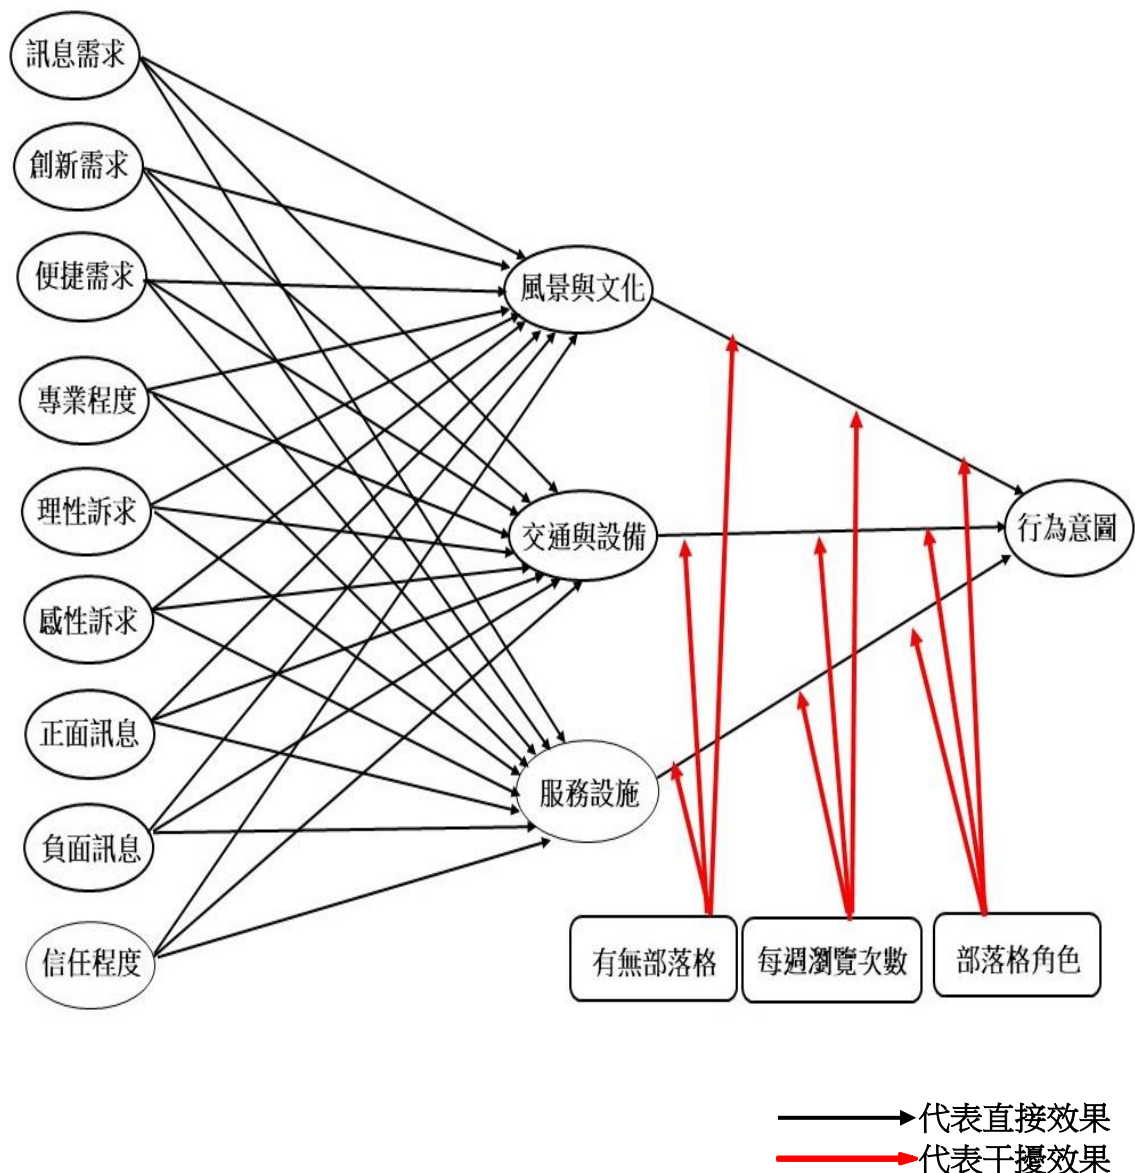 訊息需求
創新需求
便捷需求
專業程度
理性訴求
感性訴求
正面訊息
負面訊息
信任程度
風景與文化
交通與設備
服務設施
行為意圖
有無部落格
每週瀏覽次數
部落格角色
代表直接效果
代表干擾效果